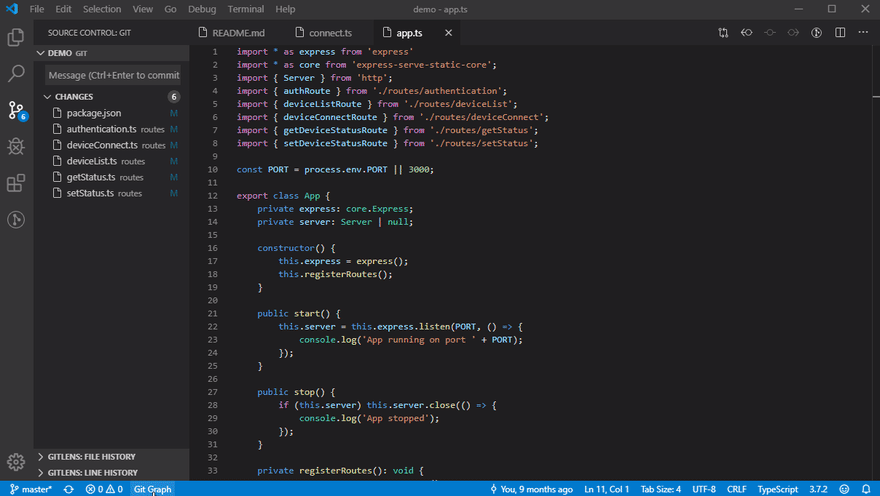 File Edit Selection View Go Debug Terminal Help demo - app.ts
SOURCE CONTROL: GIT
README.md connect.ts app.ts
DEMO GIT
Message (Ctrl+Enter to commit
CHANGES 6
package.json M
authentication.ts routes M
deviceConnect.ts routes M
deviceList.ts routes M
getStatus.ts routes M
setStatus.ts routes M
6
GITLENS: FILE HISTORY
GITLENS: LINE HISTORY
1 import * as express from 'express'
2 import * as core from 'express-serve-static-core';
3 import { Server } from 'http';
4 import { authRoute } from './routes/authentication';
5 import { deviceListRoute } from './routes/deviceList';
6 import { deviceConnectRoute } from './routes/deviceConnect';
7 import { getDeviceStatusRoute } from './routes/getStatus';
8 import { setDeviceStatusRoute } from './routes/setStatus';
9
10 const PORT = process.env.PORT || 3000;
11
12 export class App {
13 private express: core.Express;
14 private server: Server | null;
15
16 constructor() {
17 this.express = express();
18 this.registerRoutes();
19 }
20
21 public start() {
22 this.server = this.express.listen(PORT, () => {
23 console.log('App running on port ' + PORT);
24 });
25 }
26
27 public stop() {
28 if (this.server) this.server.close(() => {
29 console.log('App stopped');
30 });
31 }
32
33 private registerRoutes(): void {
master* 0 0 Git Graph You, 9 months ago Ln 11, Col 1 Tab Size: 4 UTF-8 CRLF TypeScript 3.7.2